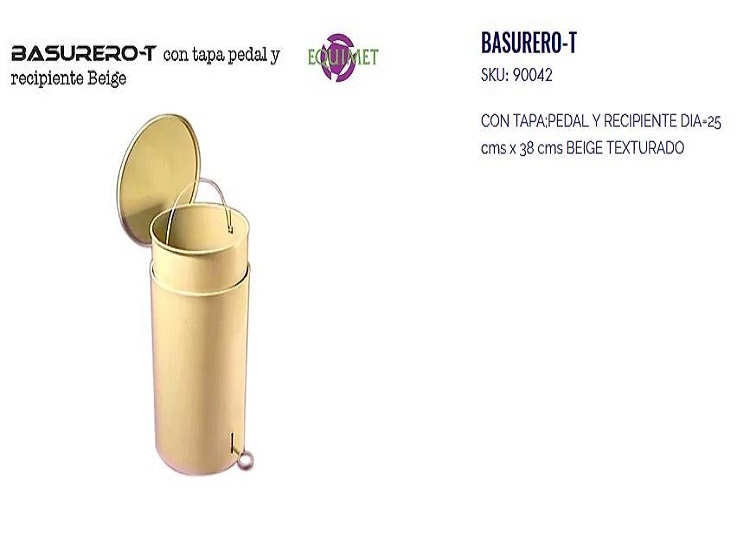 BASURERO-T con tapa pedal y
recipiente Beige
EQUIMET
BASURERO-T
SKU: 90042
CON TAPA;PEDAL Y RECIPIENTE DIA=25
cms x 38 cms BEIGE TEXTURADO